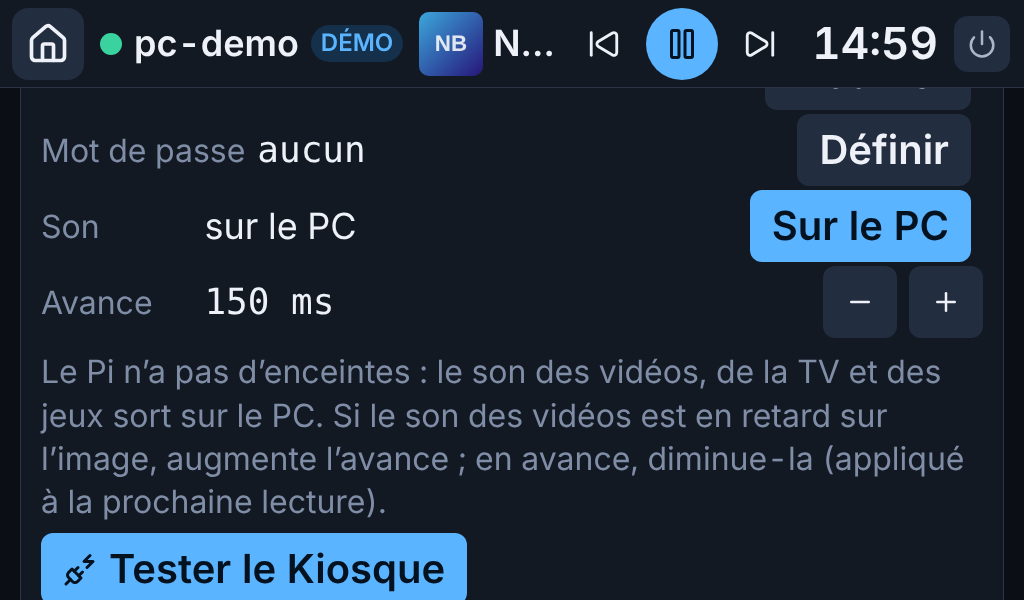 pc-demo DÉMO NB N... 14:59
Mot de passe aucun Définir
Son sur le PC Sur le PC
Avance 150 ms − +
Le Pi n’a pas d’enceintes : le son des vidéos, de la TV et des
jeux sort sur le PC. Si le son des vidéos est en retard sur
l’image, augmente l’avance ; en avance, diminue-la (appliqué
à la prochaine lecture).
Tester le Kiosque